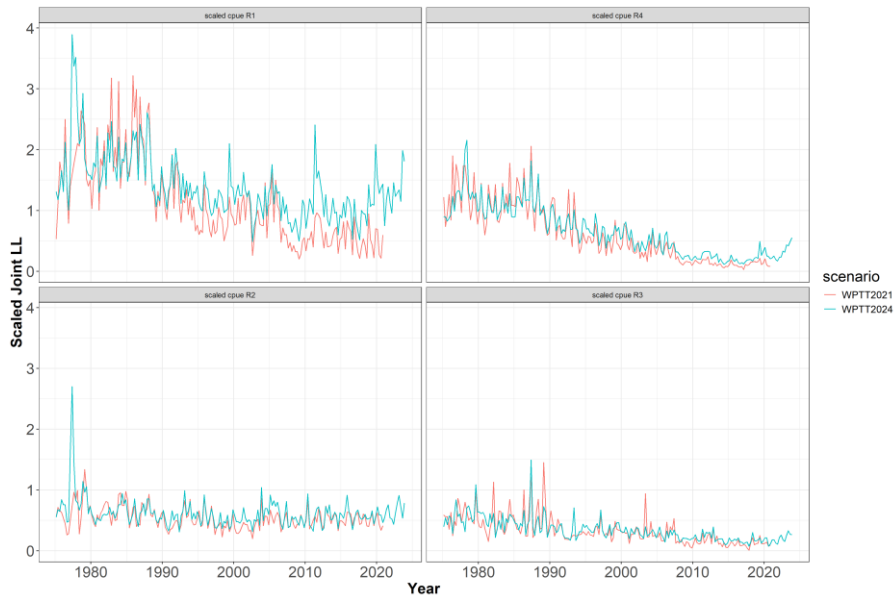 scaled cpue R1
scaled cpue R4
4
3
2
1
0
scaled cpue R2
scaled cpue R3
4
3
2
1
0
Scaled Joint LL
1980 1990 2000 2010 2020
1980 1990 2000 2010 2020
Year
scenario
WPTT2021
WPTT2024